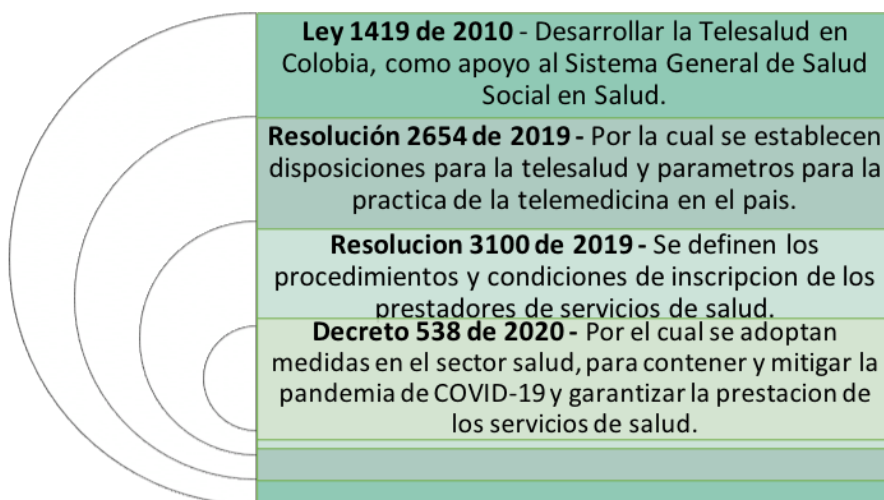 Ley 1419 de 2010 - Desarrollar la Telesalud en
Colobia, como apoyo al Sistema General de Salud
Social en Salud.
Resolución 2654 de 2019 - Por la cual se establecen
disposiciones para la telesalud y parametros para la
practica de la telemedicina en el pais.
Resolucion 3100 de 2019 - Se definen los
procedimientos y condiciones de inscripcion de los
prestadores de servicios de salud.
Decreto 538 de 2020 - Por el cual se adoptan
medidas en el sector salud, para contener y mitigar la
pandemia de COVID-19 y garantizar la prestacion de
los servicios de salud.